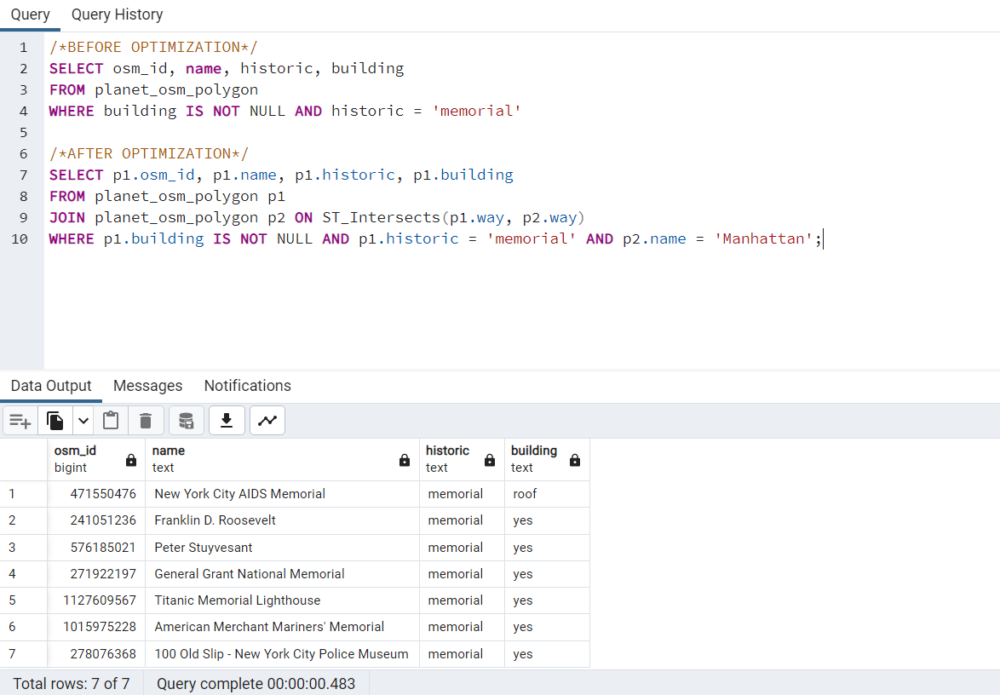 Query Query History
1 /*BEFORE OPTIMIZATION*/
2 SELECT osm_id, name, historic, building
3 FROM planet_osm_polygon
4 WHERE building IS NOT NULL AND historic = 'memorial'
5
6 /*AFTER OPTIMIZATION*/
7 SELECT p1.osm_id, p1.name, p1.historic, p1.building
8 FROM planet_osm_polygon p1
9 JOIN planet_osm_polygon p2 ON ST_Intersects(p1.way, p2.way)
10 WHERE p1.building IS NOT NULL AND p1.historic = 'memorial' AND p2.name = 'Manhattan';
Data Output Messages Notifications
osm_id name historic building
bigint text text text
1 471550476 New York City AIDS Memorial memorial roof
2 241051236 Franklin D. Roosevelt memorial yes
3 576185021 Peter Stuyvesant memorial yes
4 271922197 General Grant National Memorial memorial yes
5 1127609567 Titanic Memorial Lighthouse memorial yes
6 1015975228 American Merchant Mariners' Memorial memorial yes
7 278076368 100 Old Slip - New York City Police Museum memorial yes
Total rows: 7 of 7 Query complete 00:00:00.483